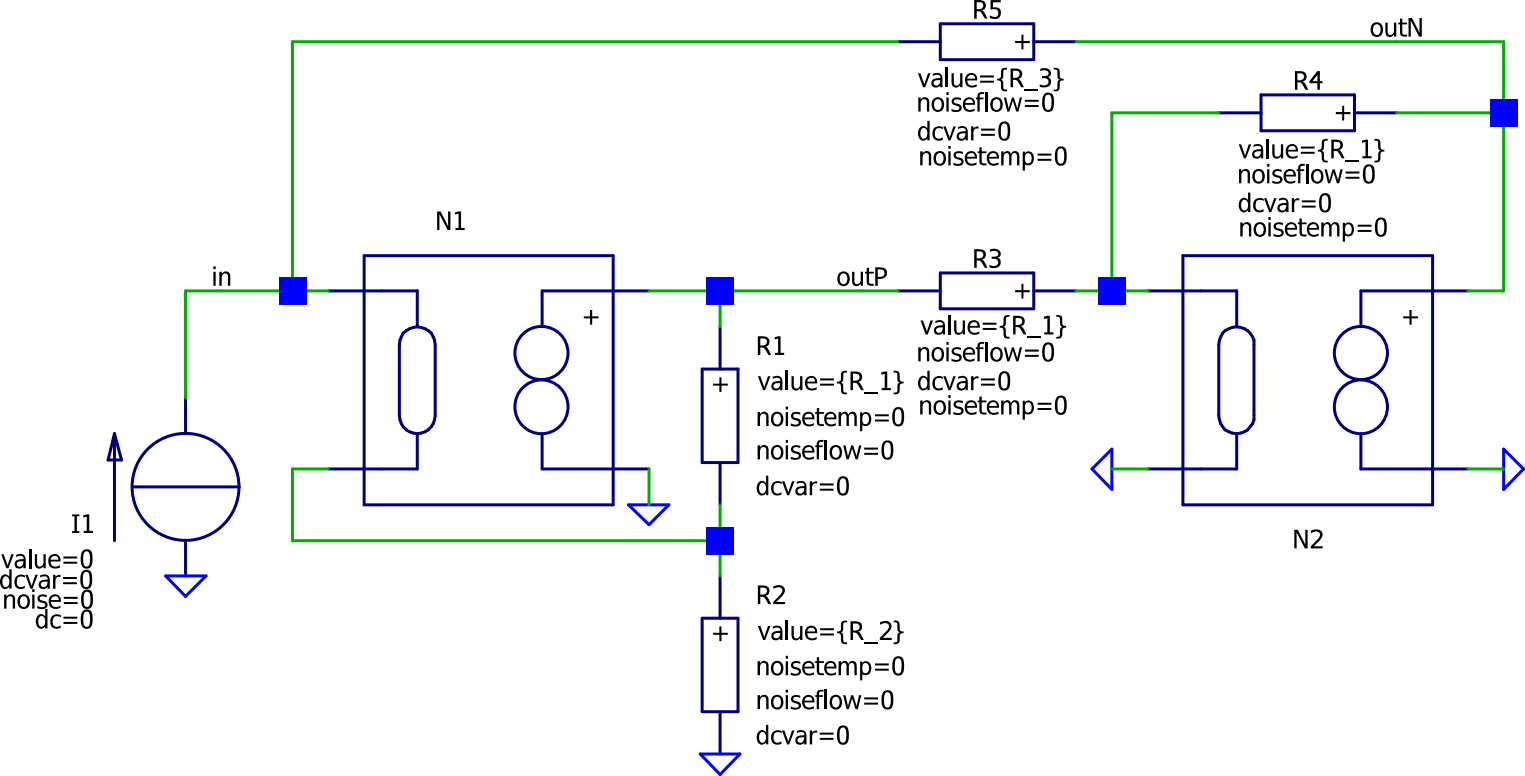 R5
+
outN
value={R_3}
noiseflow=0
dcvar=0
noisetemp=0
R4
+
value={R_1}
noiseflow=0
dcvar=0
noisetemp=0
N1
in
+
outP
R3
+
value={R_1}
noiseflow=0
dcvar=0
noisetemp=0
+
N2
R1
+
value={R_1}
noisetemp=0
noiseflow=0
dcvar=0
I1
value=0
dcvar=0
noise=0
dc=0
R2
+
value={R_2}
noisetemp=0
noiseflow=0
dcvar=0